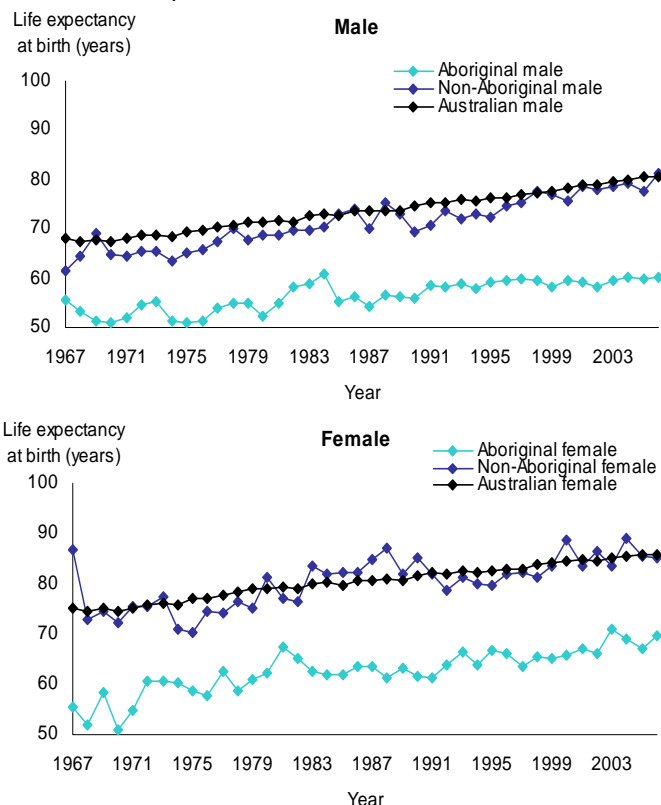 Life expectancy
at birth (years)
Male
Aboriginal male
Non-Aboriginal male
Australian male
100
90
80
70
60
50
1967 1971 1975 1979 1983 1987 1991 1995 1999 2003
Year
Life expectancy
at birth (years)
Female
Aboriginal female
Non-Aboriginal female
Australian female
100
90
80
70
60
50
1967 1971 1975 1979 1983 1987 1991 1995 1999 2003
Year